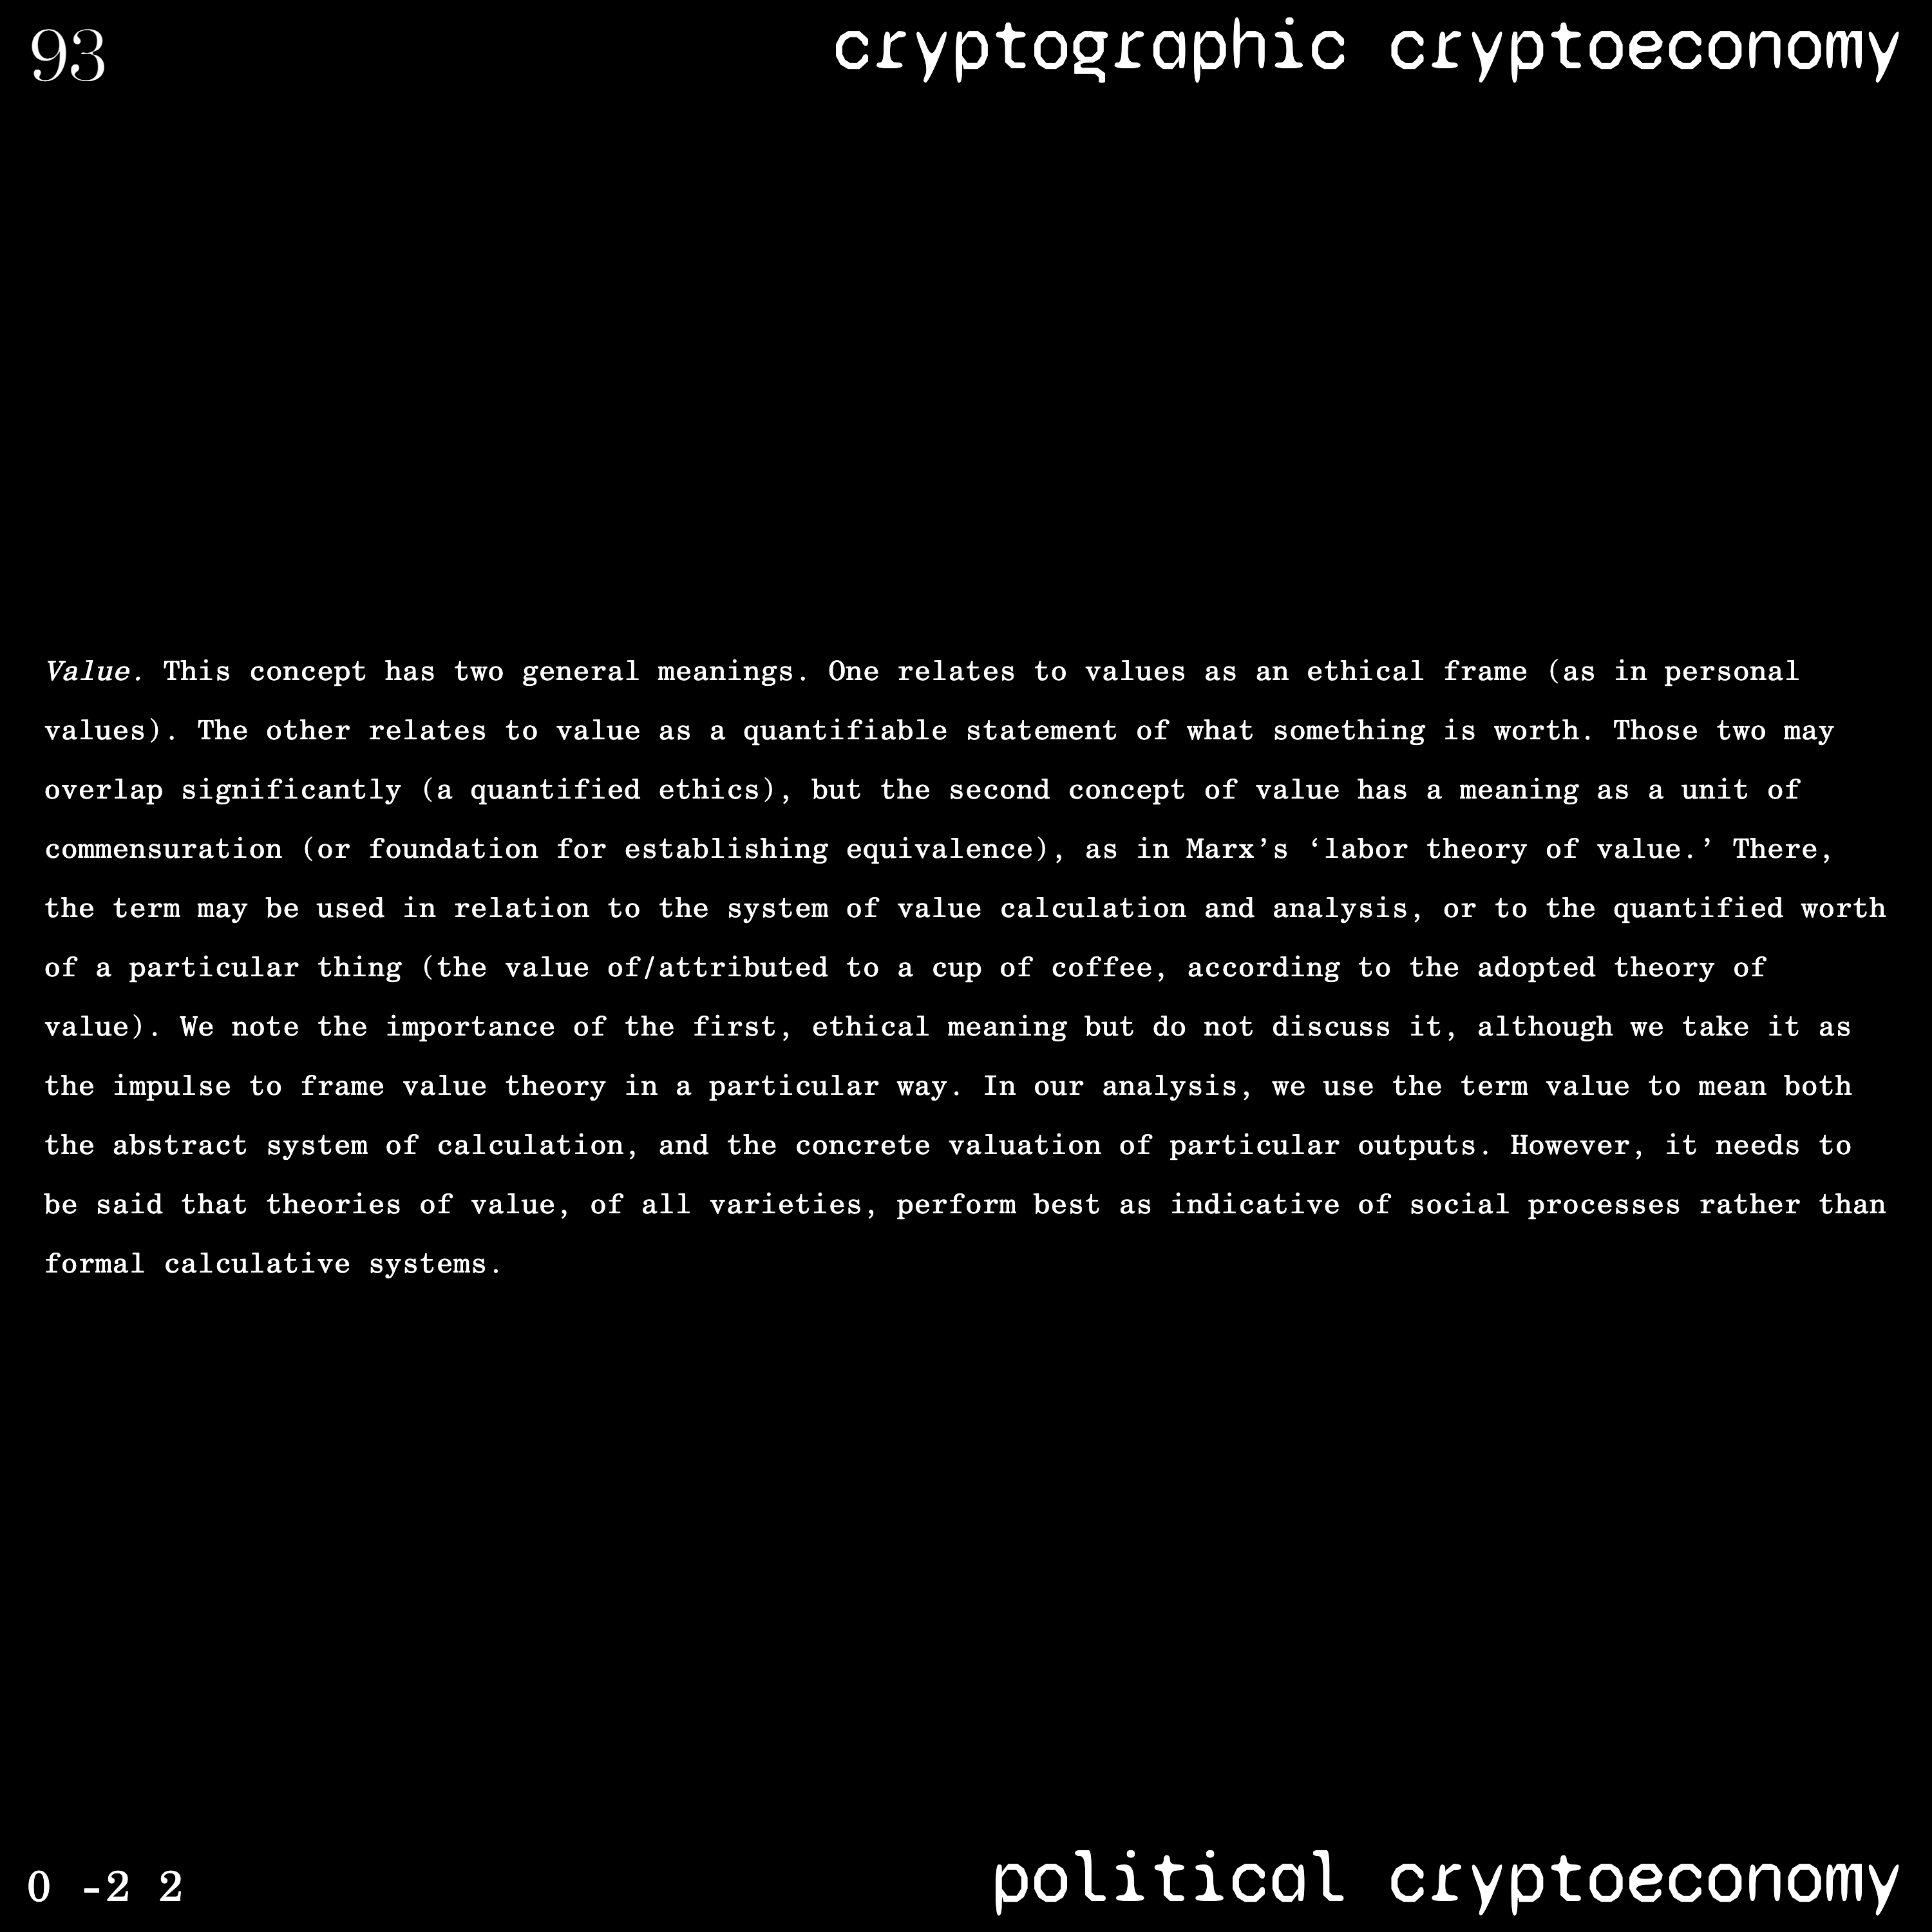 93
cryptographic cryptoeconomy
Value. This concept has two general meanings. One relates to values as an ethical frame (as in personal
values). The other relates to value as a quantifiable statement of what something is worth. Those two may
overlap significantly (a quantified ethics), but the second concept of value has a meaning as a unit of
commensuration (or foundation for establishing equivalence), as in Marx’s ‘labor theory of value.’ There,
the term may be used in relation to the system of value calculation and analysis, or to the quantified worth
of a particular thing (the value of/attributed to a cup of coffee, according to the adopted theory of
value). We note the importance of the first, ethical meaning but do not discuss it, although we take it as
the impulse to frame value theory in a particular way. In our analysis, we use the term value to mean both
the abstract system of calculation, and the concrete valuation of particular outputs. However, it needs to
be said that theories of value, of all varieties, perform best as indicative of social processes rather than
formal calculative systems.
0 -2 2
political cryptoeconomy